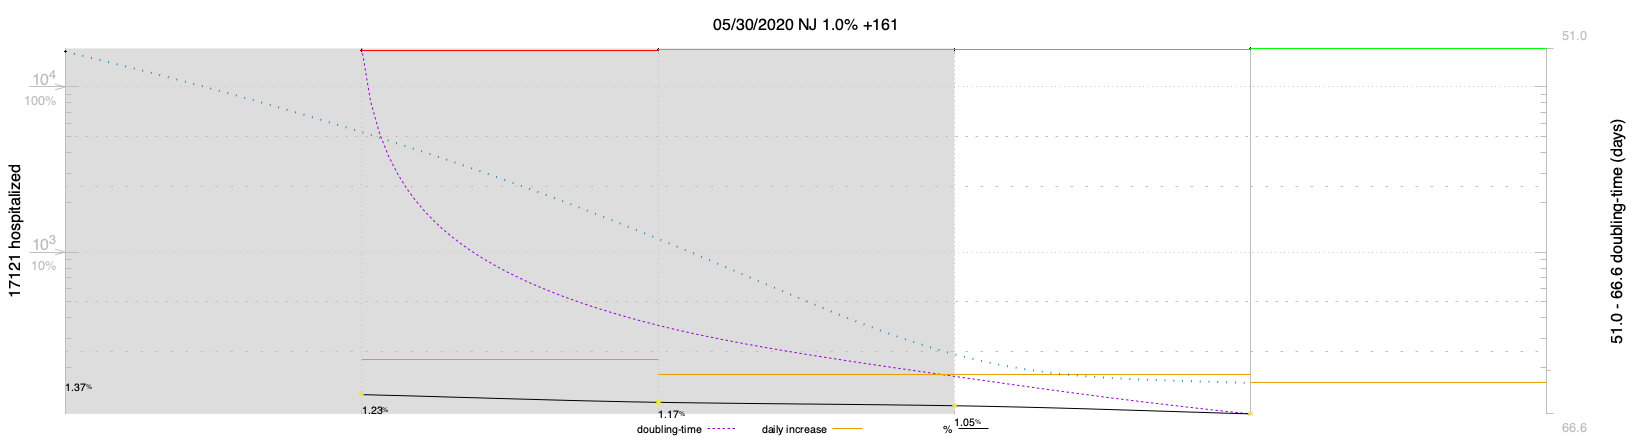 05/30/2020 NJ 1.0% +161
51.0
10⁴
100%
17121 hospitalized
51.0 - 66.6 doubling-time (days)
10³
10%
1.37%
1.23%
1.17%
1.05%
doubling-time
daily increase
%
66.6